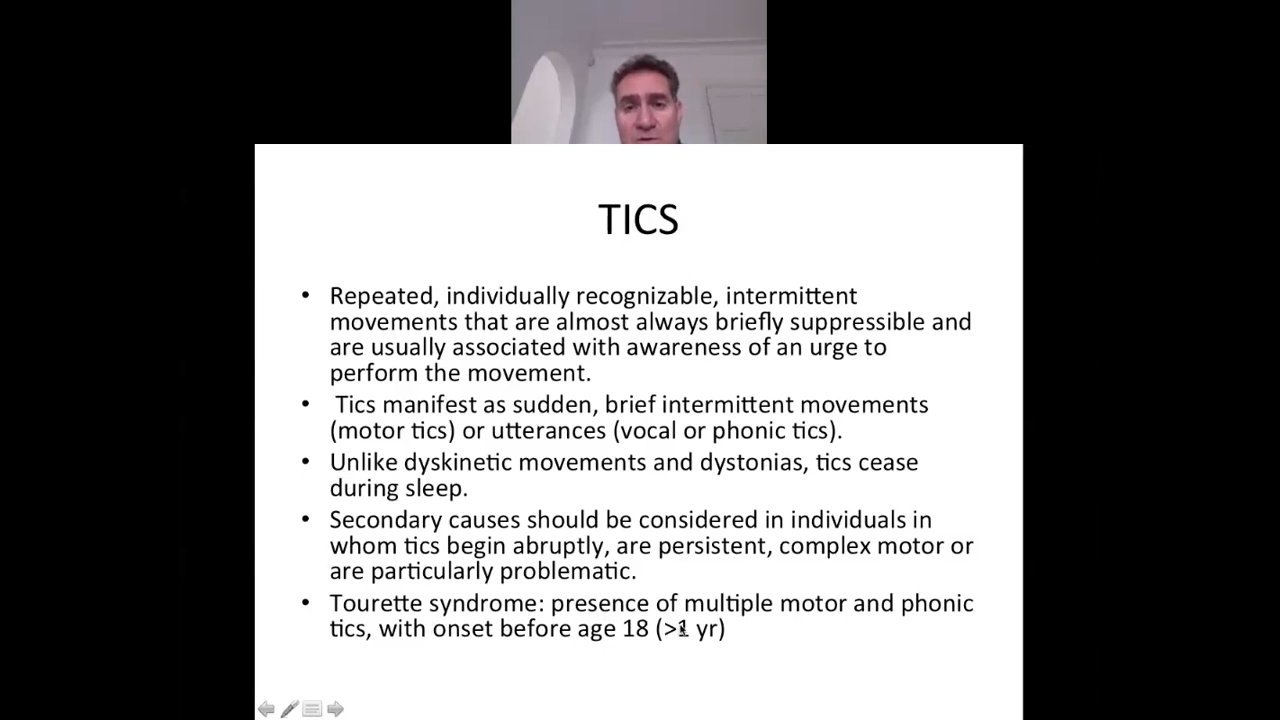 TICS
• Repeated, individually recognizable, intermittent
movements that are almost always briefly suppressible and
are usually associated with awareness of an urge to
perform the movement.
• Tics manifest as sudden, brief intermittent movements
(motor tics) or utterances (vocal or phonic tics).
• Unlike dyskinetic movements and dystonias, tics cease
during sleep.
• Secondary causes should be considered in individuals in
whom tics begin abruptly, are persistent, complex motor or
are particularly problematic.
• Tourette syndrome: presence of multiple motor and phonic
tics, with onset before age 18 (>1 yr)